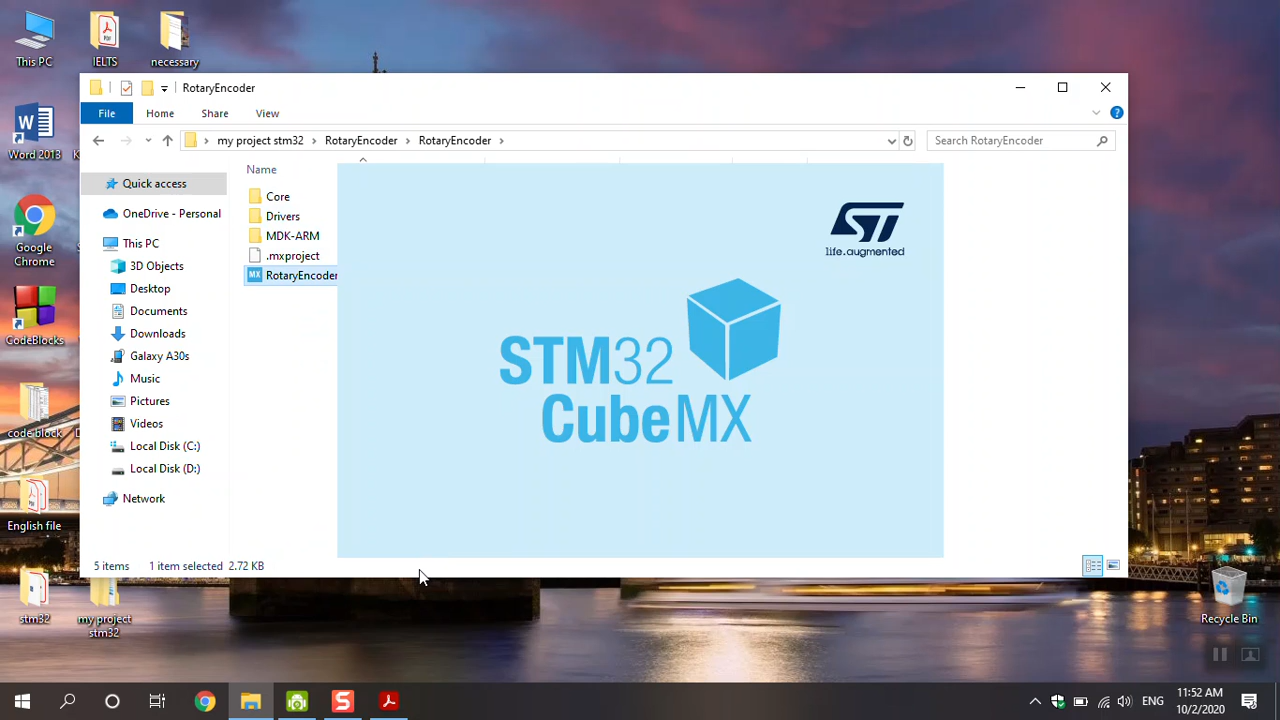 This PC
IELTS
necessary
Word 2013
Google
Chrome
CodeBlocks
code block
English file
stm32
my project
stm32
RotaryEncoder
File
Home
Share
View
my project stm32
RotaryEncoder
RotaryEncoder
Search RotaryEncoder
Quick access
OneDrive - Personal
This PC
3D Objects
Desktop
Documents
Downloads
Galaxy A30s
Music
Pictures
Videos
Local Disk (C:)
Local Disk (D:)
Network
Name
Core
Drivers
MDK-ARM
.mxproject
MX RotaryEncoder
ST
life.augmented
STM32
CubeMX
5 items
1 item selected 2.72 KB
Recycle Bin
ENG
11:52 AM
10/2/2020